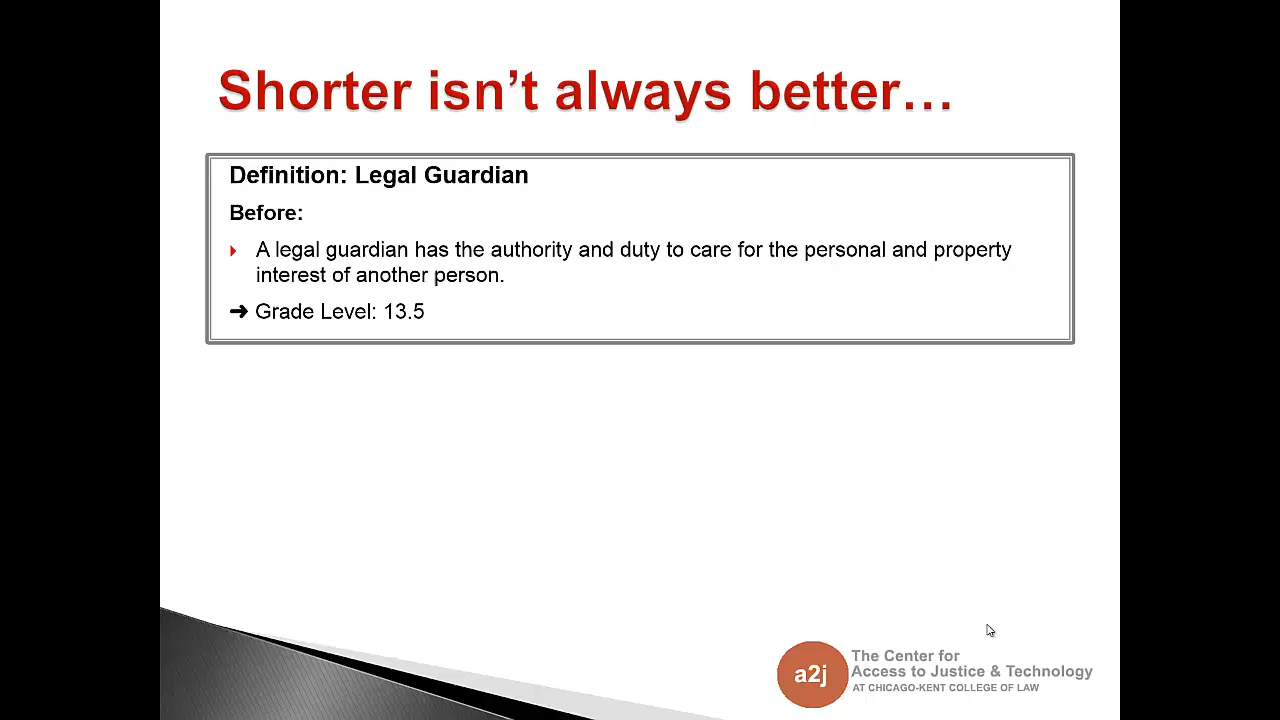 Shorter isn’t always better…
Definition: Legal Guardian
Before:
A legal guardian has the authority and duty to care for the personal and property
interest of another person.
➜ Grade Level: 13.5
a2j
The Center for
Access to Justice & Technology
AT CHICAGO-KENT COLLEGE OF LAW